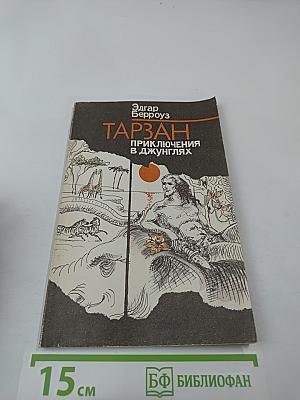 Эдгар
Берроуз
ТАРЗАН
ПРИКЛЮЧЕНИЯ
В ДЖУНГЛЯХ
15 см
БФ БИБЛИОФАН